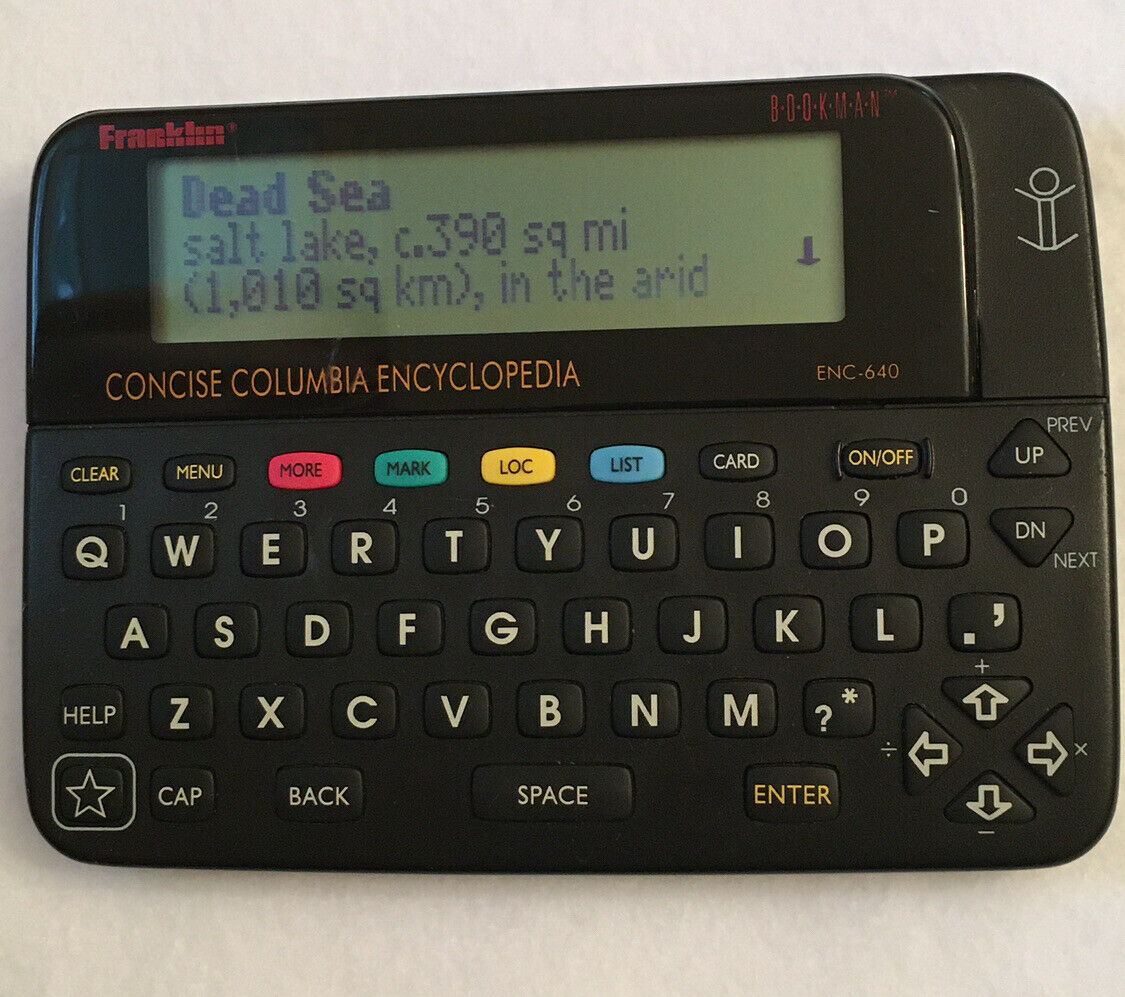 Franklin®
B·O·O·K·M·A·N™
Dead Sea
salt lake, c.390 sq mi
(1,010 sq km), in the arid
CONCISE COLUMBIA ENCYCLOPEDIA
ENC-640
CLEAR MENU MORE MARK LOC LIST CARD ON/OFF
PREV
UP
1 2 3 4 5 6 7 8 9 0
Q W E R T Y U I O P
DN
NEXT
A S D F G H J K L . ’
+
HELP Z X C V B N M ? *
÷ ×
CAP BACK SPACE ENTER
−